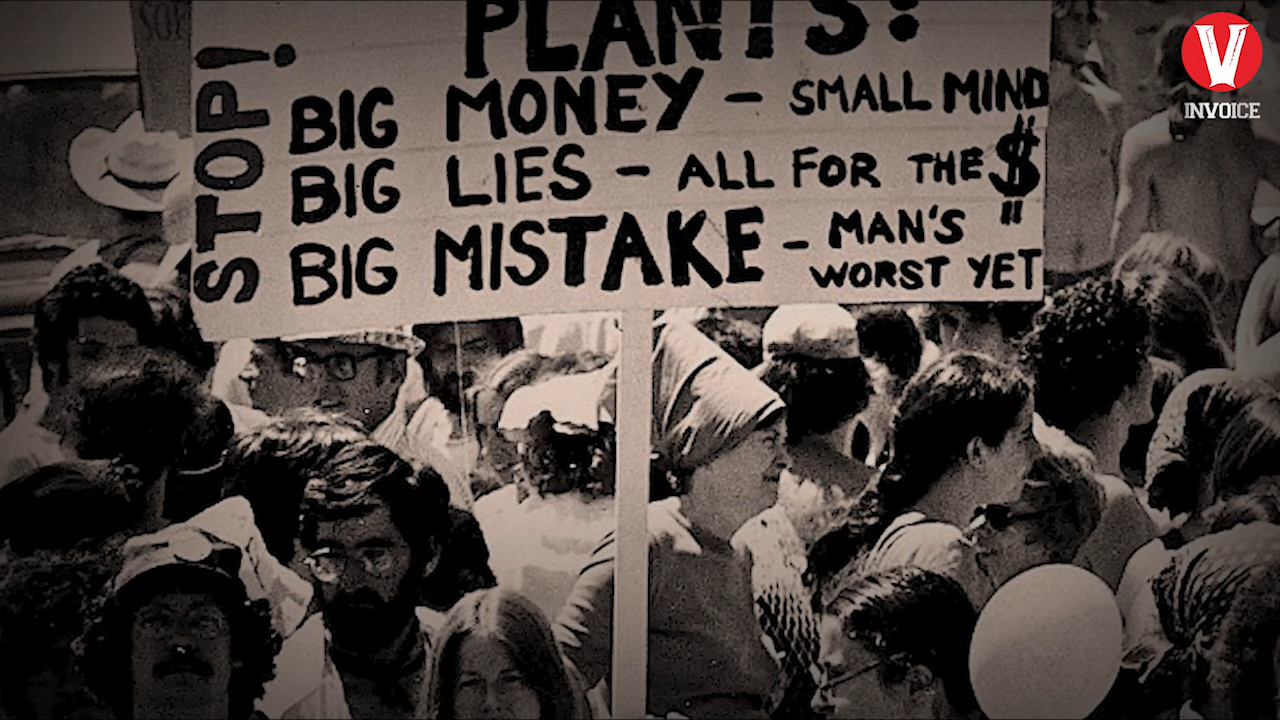 PLANTS!
STOP!
BIG MONEY - SMALL MIND
BIG LIES - ALL FOR THE $
BIG MISTAKE - MAN'S "
WORST YET
V
INVOICE